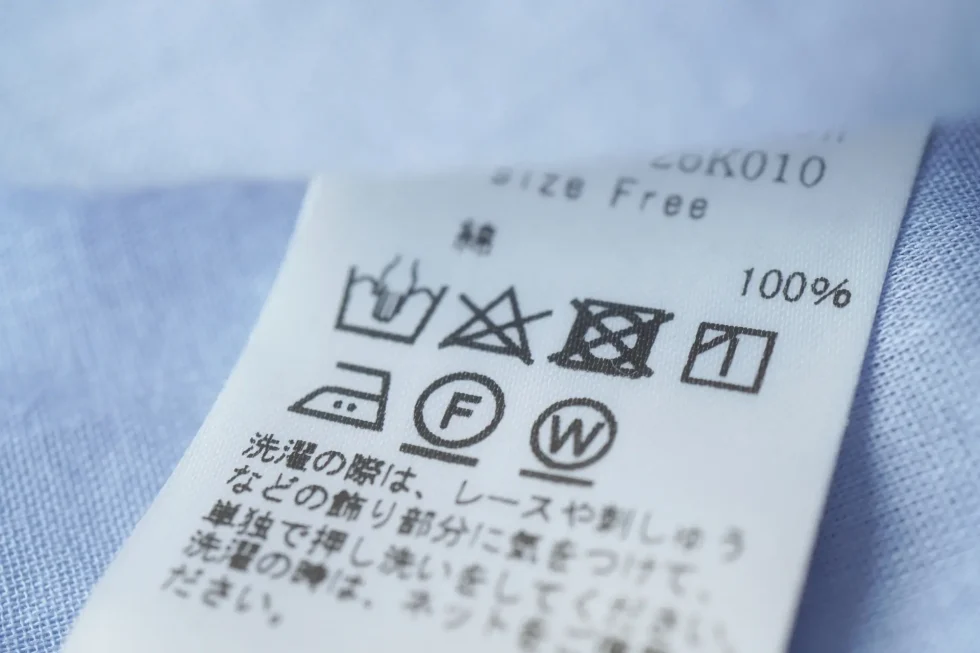 Size Free
綿
100%
F
W
洗濯の際は、レースや刺しゅう
などの飾り部分に気をつけて、
単独で押し洗いをしてください。
洗濯の時は、ネットをご
ださい。